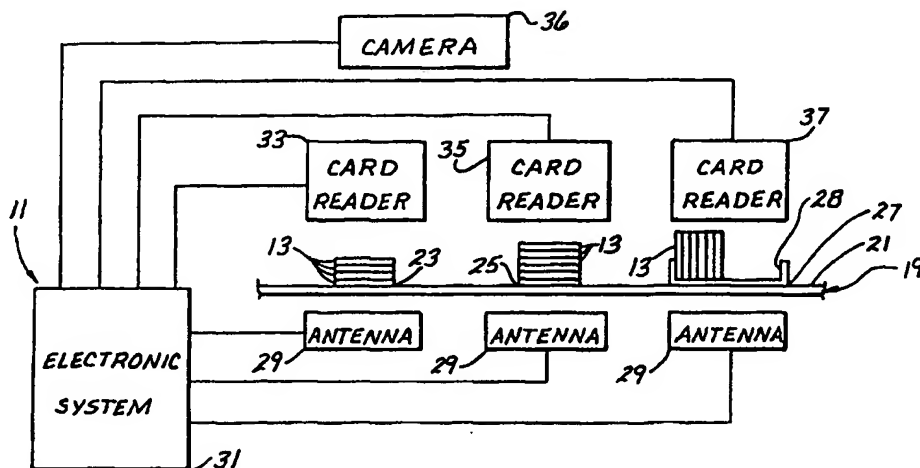 36
CAMERA
33
CARD
READER
35
CARD
READER
37
CARD
READER
11
13
23
25
13
13
28
27
21
19
ANTENNA
29
ANTENNA
29
ANTENNA
29
ELECTRONIC
SYSTEM
31